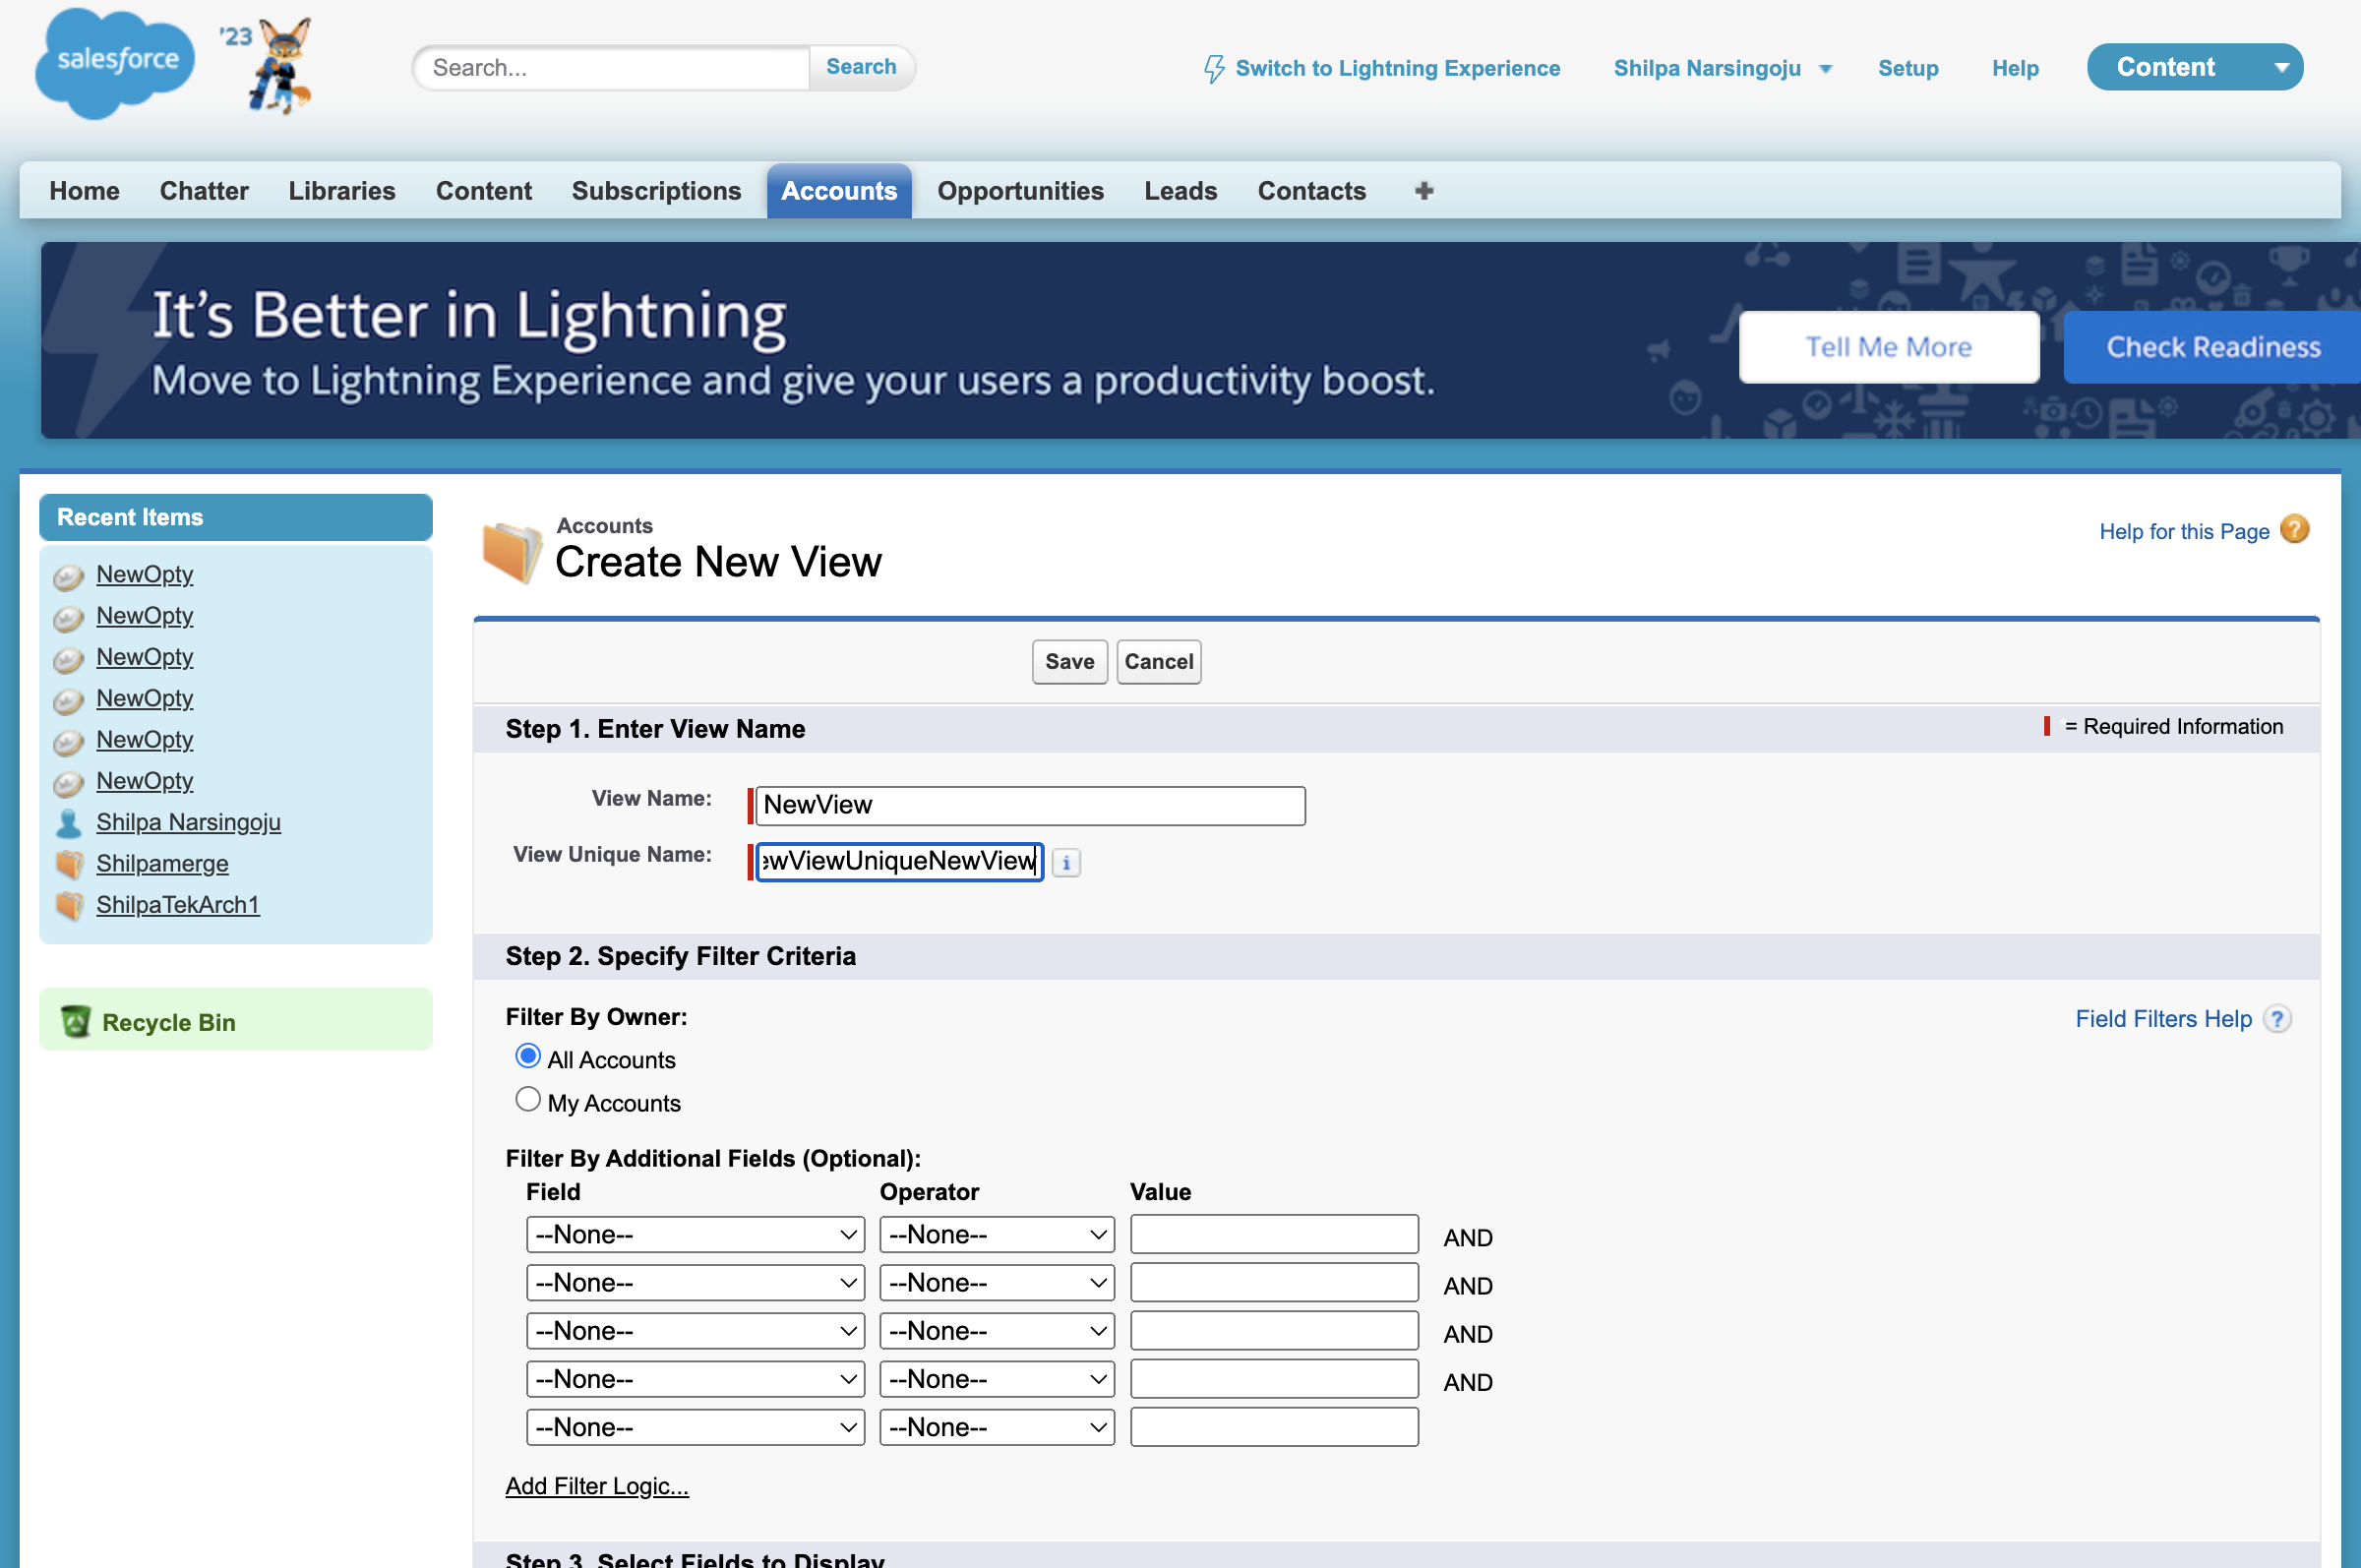 salesforce
'23
Search...
Search
Switch to Lightning Experience
Shilpa Narsingoju
Setup
Help
Content
Home
Chatter
Libraries
Content
Subscriptions
Accounts
Opportunities
Leads
Contacts
It's Better in Lightning
Move to Lightning Experience and give your users a productivity boost.
Tell Me More
Check Readiness
Recent Items
NewOpty
NewOpty
NewOpty
NewOpty
NewOpty
NewOpty
Shilpa Narsingoju
Shilpamerge
ShilpaTekArch1
Recycle Bin
Accounts
Create New View
Help for this Page ?
Save
Cancel
Step 1. Enter View Name
= Required Information
View Name:
NewView
View Unique Name:
ewViewUniqueNewView
i
Step 2. Specify Filter Criteria
Filter By Owner:
Field Filters Help ?
All Accounts
My Accounts
Filter By Additional Fields (Optional):
Field Operator Value
--None-- --None-- AND
--None-- --None-- AND
--None-- --None-- AND
--None-- --None-- AND
--None-- --None--
Add Filter Logic...
Step 3. Select Fields to Display